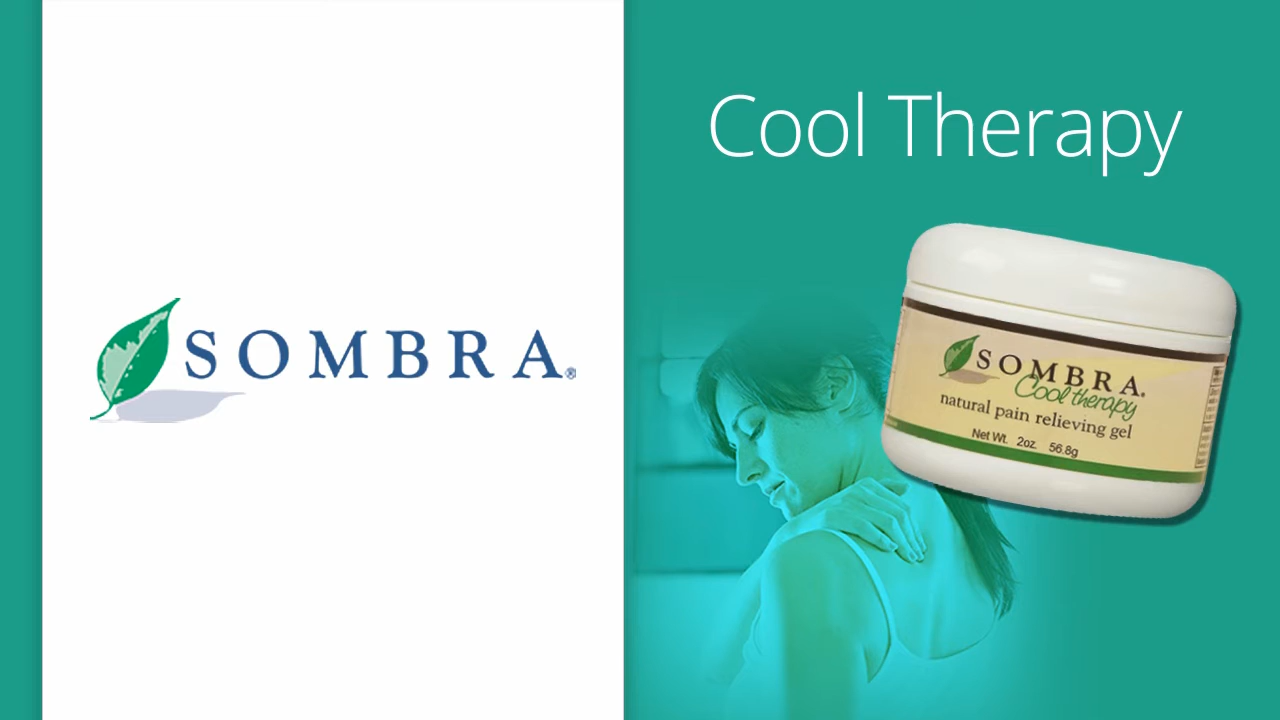 SOMBRA®
Cool Therapy
SOMBRA®
Cool therapy
natural pain relieving gel
Net Wt. 2oz. 56.8g